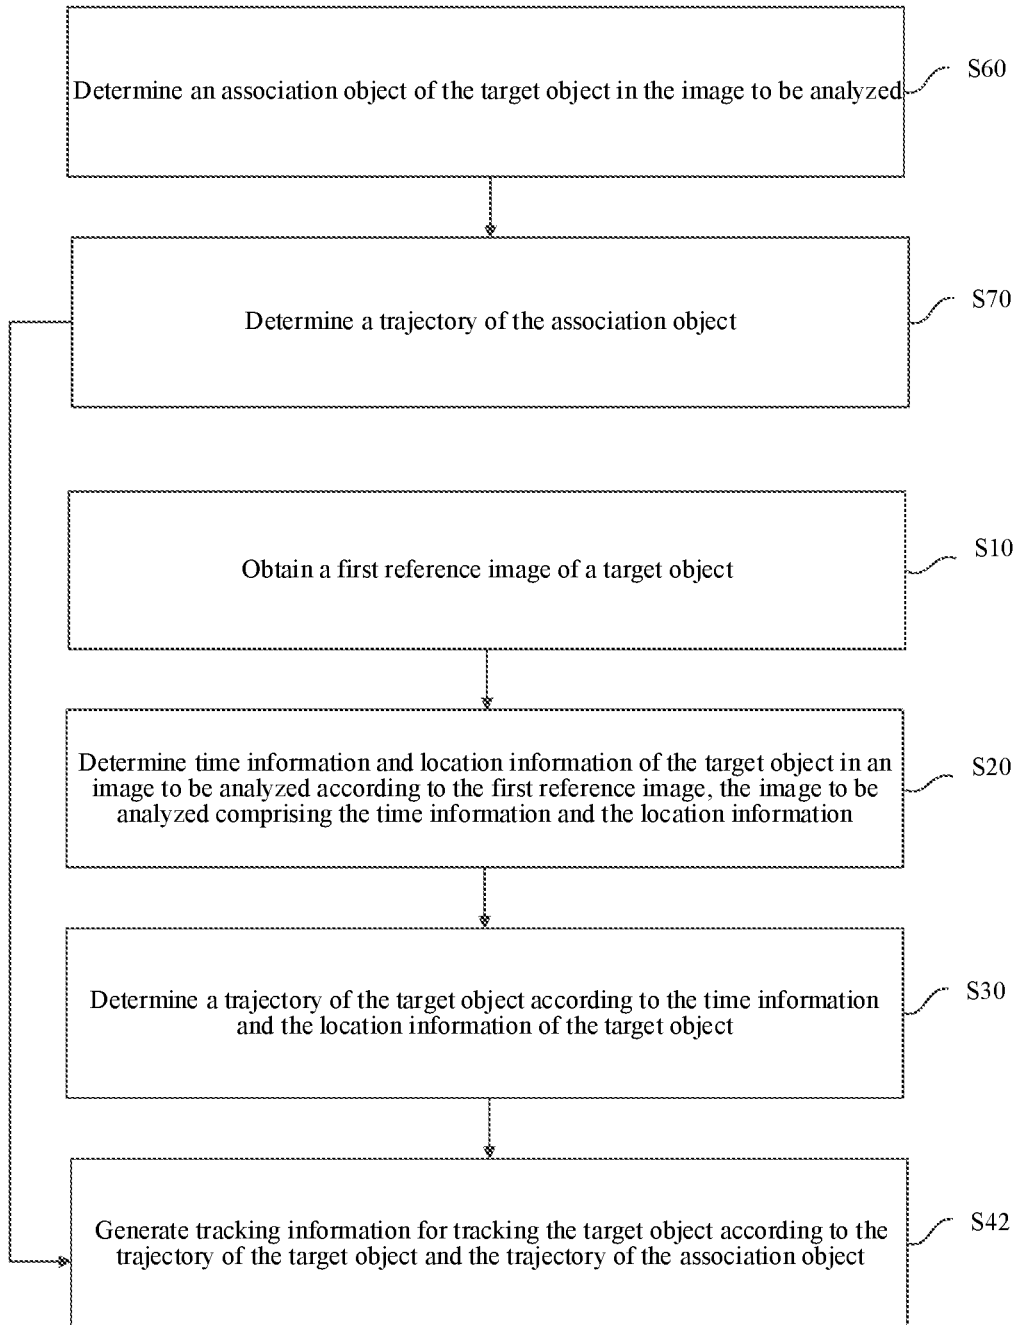 Determine an association object of the target object in the image to be analyzed
S60
Determine a trajectory of the association object
S70
Obtain a first reference image of a target object
S10
Determine time information and location information of the target object in an
image to be analyzed according to the first reference image, the image to be
analyzed comprising the time information and the location information
S20
Determine a trajectory of the target object according to the time information
and the location information of the target object
S30
Generate tracking information for tracking the target object according to the
trajectory of the target object and the trajectory of the association object
S42